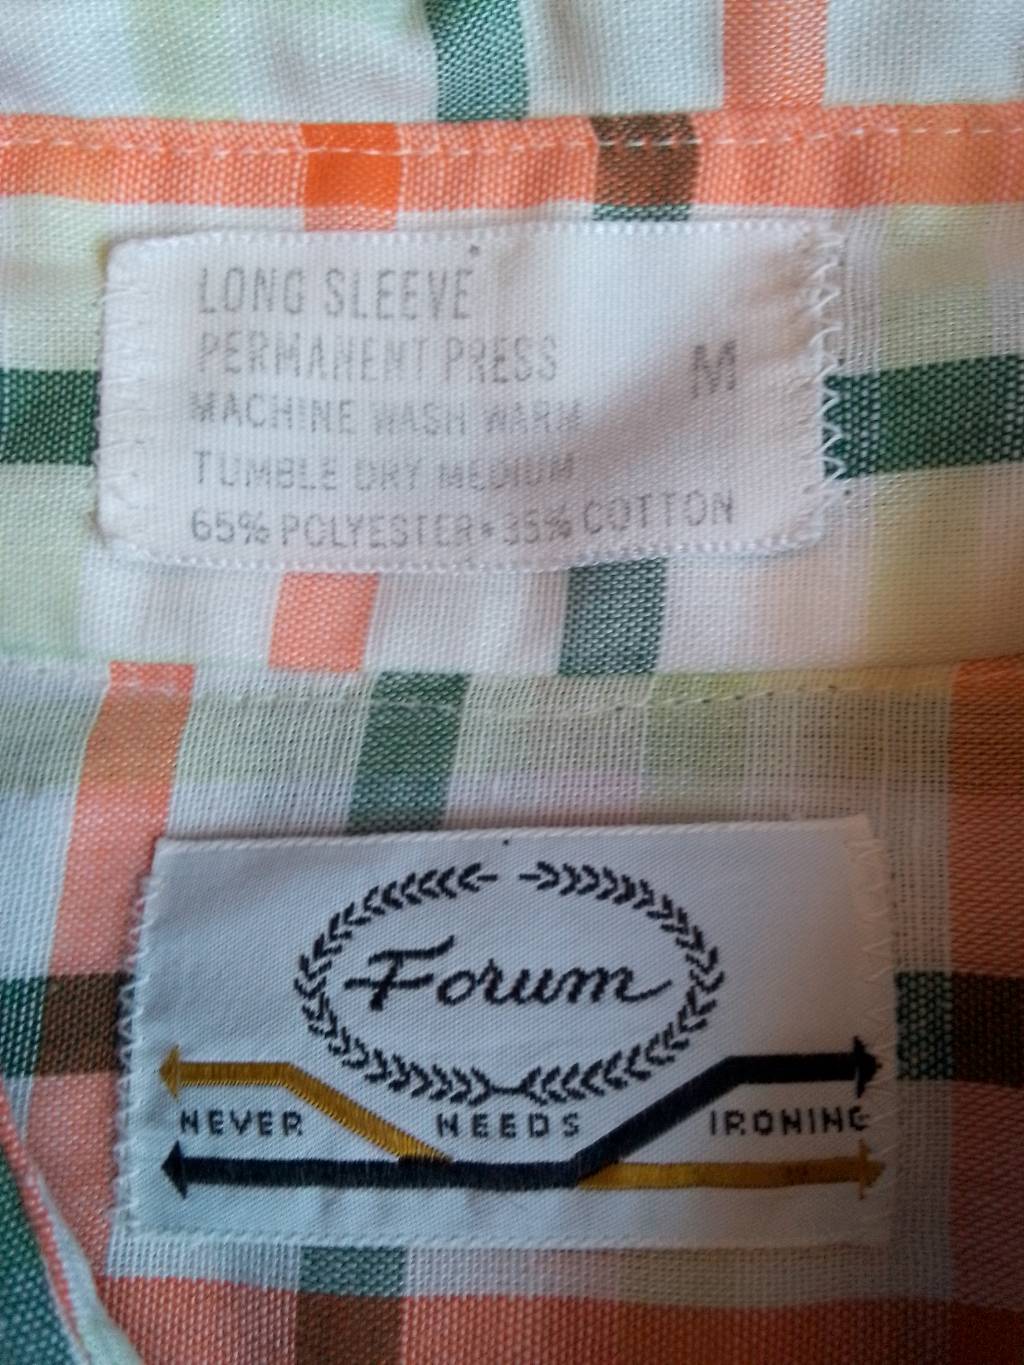 LONG SLEEVE
PERMANENT PRESS
M
MACHINE WASH WARM
TUMBLE DRY MEDIUM
65% POLYESTER • 35% COTTON
Forum
NEVER NEEDS IRONING